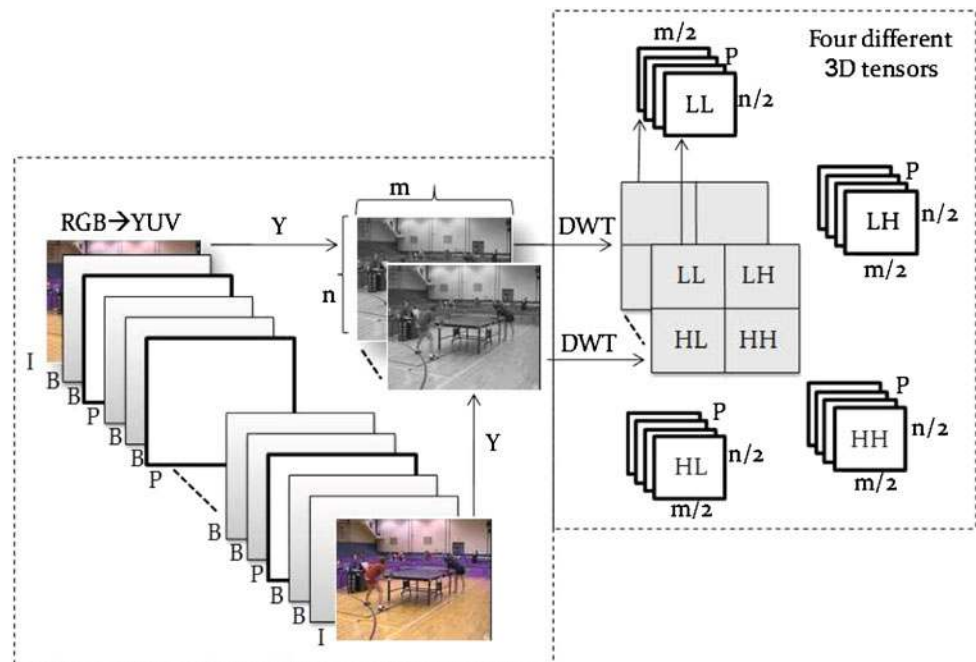 m/2
P
LL
n/2
Four different
3D tensors
P
LH
n/2
m/2
RGB→YUV
Y
m
n
DWT
DWT
LL LH
HL HH
I
B
B
P
B
B
P
B
B
P
B
B
I
Y
P
HL
n/2
m/2
P
HH
n/2
m/2